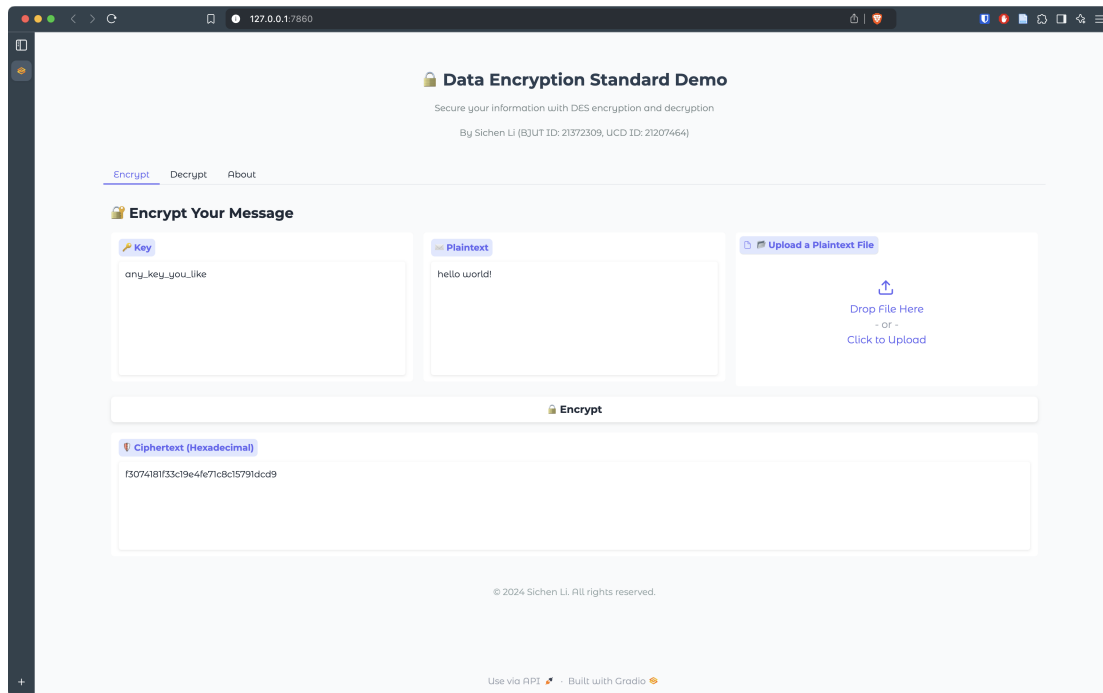 127.0.0.1:7860
Data Encryption Standard Demo
Secure your information with DES encryption and decryption
By Sichen Li (BJUT ID: 21372309, UCD ID: 21207464)
Encrypt Decrypt About
Encrypt Your Message
Key
any_key_you_like
Plaintext
hello world!
Upload a Plaintext File
Drop File Here
- or -
Click to Upload
Encrypt
Ciphertext (Hexadecimal)
f3074181f33c19e4fe71c8c15791dcd9
© 2024 Sichen Li. All rights reserved.
Use via API · Built with Gradio